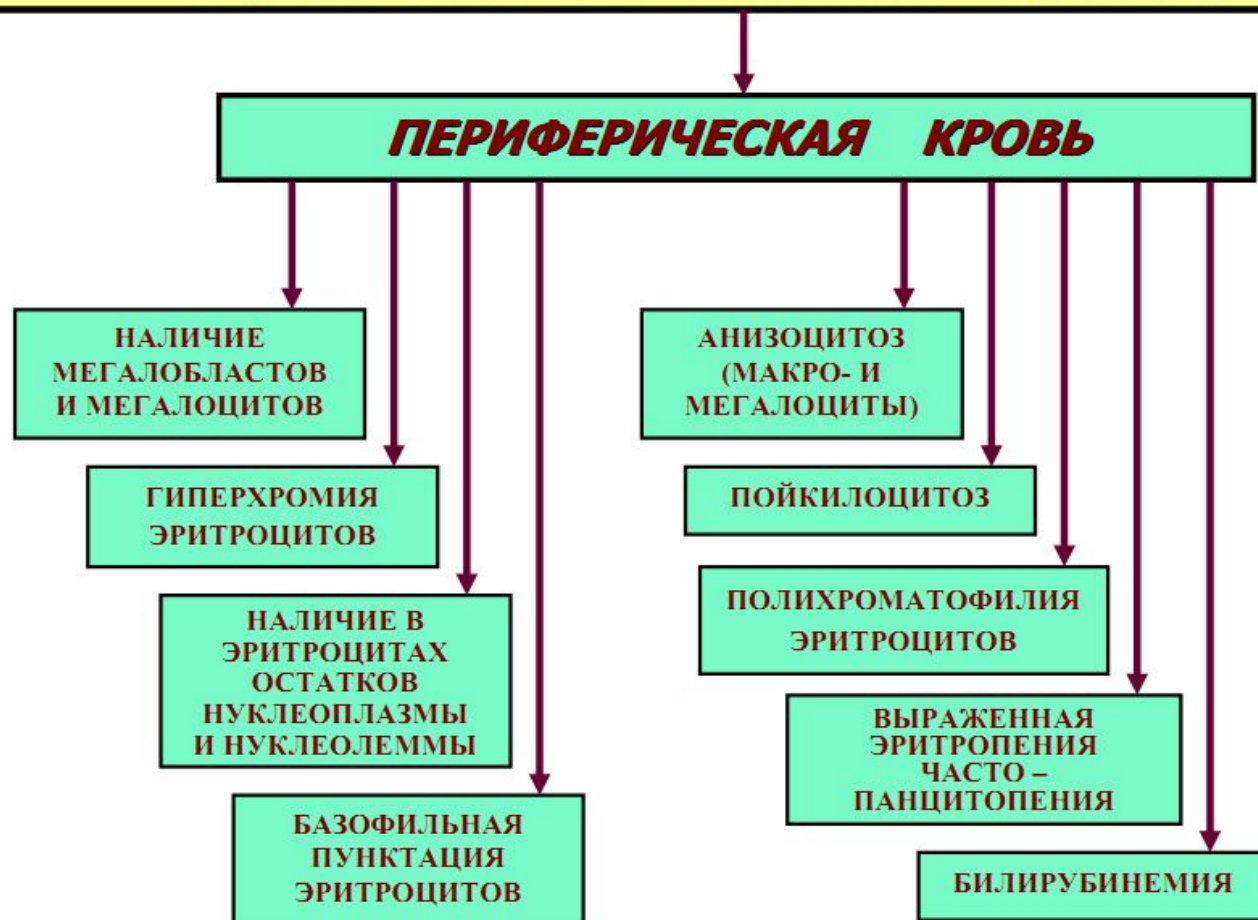 ПЕРИФЕРИЧЕСКАЯ КРОВЬ
НАЛИЧИЕ
МЕГАЛОБЛАСТОВ
И МЕГАЛОЦИТОВ
ГИПЕРХРОМИЯ
ЭРИТРОЦИТОВ
НАЛИЧИЕ В
ЭРИТРОЦИТАХ
ОСТАТКОВ
НУКЛЕОПЛАЗМЫ
И НУКЛЕОЛЕММЫ
БАЗОФИЛЬНАЯ
ПУНКТАЦИЯ
ЭРИТРОЦИТОВ
АНИЗОЦИТОЗ
(МАКРО- И
МЕГАЛОЦИТЫ)
ПОЙКИЛОЦИТОЗ
ПОЛИХРОМАТОФИЛИЯ
ЭРИТРОЦИТОВ
ВЫРАЖЕННАЯ
ЭРИТРОПЕНИЯ
ЧАСТО –
ПАНЦИТОПЕНИЯ
БИЛИРУБИНЕМИЯ